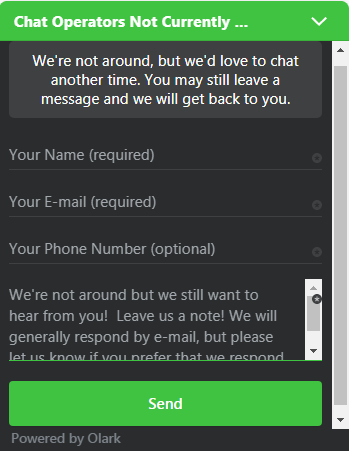 Chat Operators Not Currently ...
We're not around, but we'd love to chat
another time. You may still leave a
message and we will get back to you.
Your Name (required)
Your E-mail (required)
Your Phone Number (optional)
We're not around but we still want to
hear from you!  Leave us a note! We will
generally respond by e-mail, but please
let us know if you prefer that we respond
Send
Powered by Olark